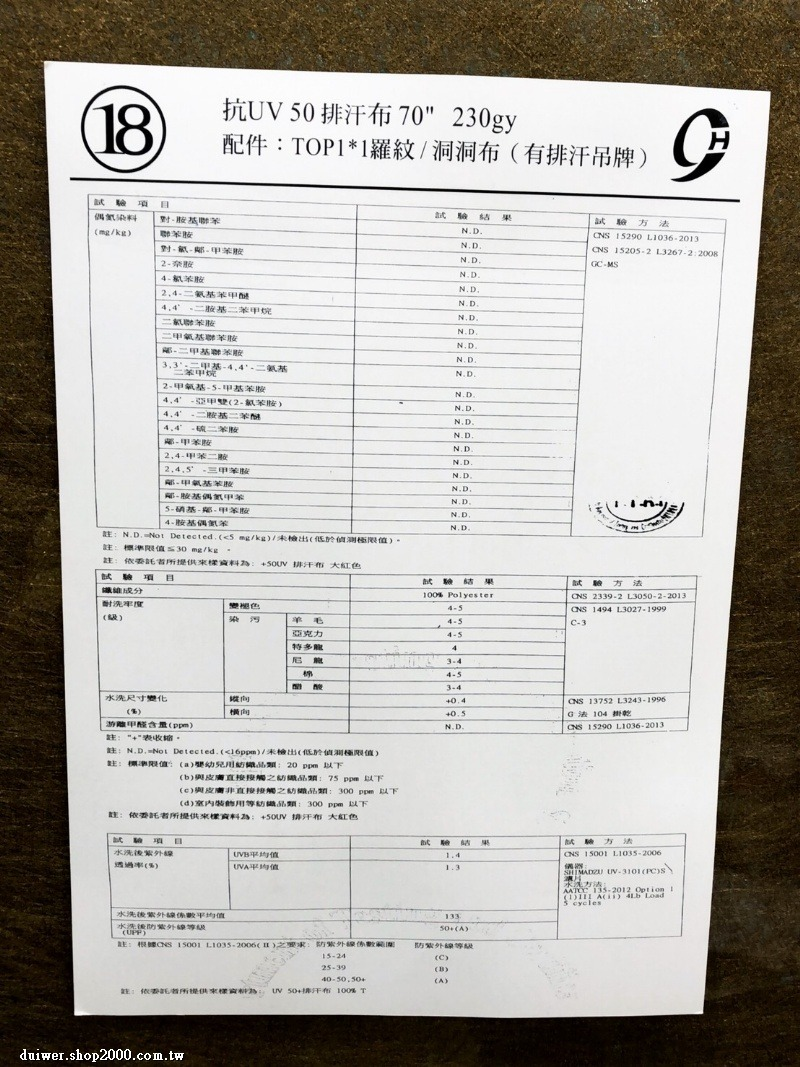 18
抗UV 50 排汗布 70" 230gy
配件：TOP1*1羅紋 / 洞洞布（有排汗吊牌）
9H
試驗項目 試驗結果 試驗方法
偶氮染料 對-胺基聯苯 N.D. CNS 15290 L1036-2013
(mg/kg) 聯苯胺 N.D. CNS 15205-2 L3267-2:2008
對-氯-鄰-甲苯胺 N.D. GC-MS
2-奈胺 N.D.
4-氯苯胺 N.D.
2,4-二氨基苯甲醚 N.D.
4,4'-二胺基二苯甲烷 N.D.
二氯聯苯胺 N.D.
二甲氧基聯苯胺 N.D.
鄰-二甲基聯苯胺 N.D.
3,3'-二甲基-4,4'-二氨基
二苯甲烷 N.D.
2-甲氧基-5-甲基苯胺 N.D.
4,4'-亞甲雙(2-氯苯胺) N.D.
4,4'-二胺基二苯醚 N.D.
4,4'-硫二苯胺 N.D.
鄰-甲苯胺 N.D.
2,4-甲苯二胺 N.D.
2,4,5'-三甲苯胺 N.D.
鄰-甲氧基苯胺 N.D.
鄰-胺基偶氮甲苯 N.D.
5-硝基-鄰-甲苯胺 N.D.
4-胺基偶氮苯 N.D.
註: N.D.=Not Detected.(<5 mg/kg)/未檢出(低於偵測極限值)。
註: 標準限值≦30 mg/kg 。
註: 依委託者所提供來樣資料為: +50UV 排汗布 大紅色
試驗項目 試驗結果 試驗方法
纖維成分 100% Polyester CNS 2339-2 L3050-2-2013
耐洗牢度 變褪色 4-5 CNS 1494 L3027-1999
(級) 染污 羊毛 4-5 C-3
亞克力 4-5
特多龍 4
尼龍 3-4
棉 4-5
醋酸 3-4
水洗尺寸變化 縱向 +0.4 CNS 13752 L3243-1996
(%) 橫向 +0.5 G 法 104 掛乾
游離甲醛含量(ppm) N.D. CNS 15290 L1036-2013
註: "+"表收縮。
註: N.D.=Not Detected.(<16ppm)/未檢出(低於偵測極限值)
註: 標準限值: (a)嬰幼兒用紡織品類: 20 ppm 以下
(b)與皮膚直接接觸之紡織品類: 75 ppm 以下
(c)與皮膚非直接接觸之紡織品類: 300 ppm 以下
(d)室內裝飾用等紡織品類: 300 ppm 以下
註: 依委託者所提供來樣資料為: +50UV 排汗布 大紅色
試驗項目 試驗結果 試驗方法
水洗後紫外線 UVB平均值 1.4 CNS 15001 L1035-2006
透過率(%) UVA平均值 1.3 儀器:
SHIMADZU UV-3101(PC)S
濾片
水洗方法:
AATCC 135-2012 Option 1
(1)III A(ii) 4Lb Load
5 cycles
水洗後紫外線係數平均值 133
水洗後防紫外線等級 50+(A)
(UPF)
註: 根據CNS 15001 L1035-2006(II)之要求: 防紫外線係數範圍 防紫外線等級
15-24 (C)
25-39 (B)
40-50,50+ (A)
註: 依委託者所提供來樣資料為: UV 50+排汗布 100% T
duiwer.shop2000.com.tw